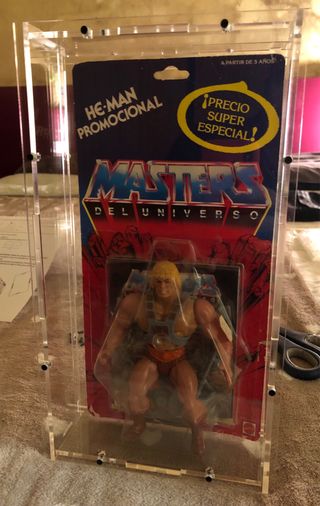 A PARTIR DE 5 AÑOS
HE-MAN
PROMOCIONAL
¡PRECIO
SUPER
ESPECIAL!
MASTERS
DEL UNIVERSO